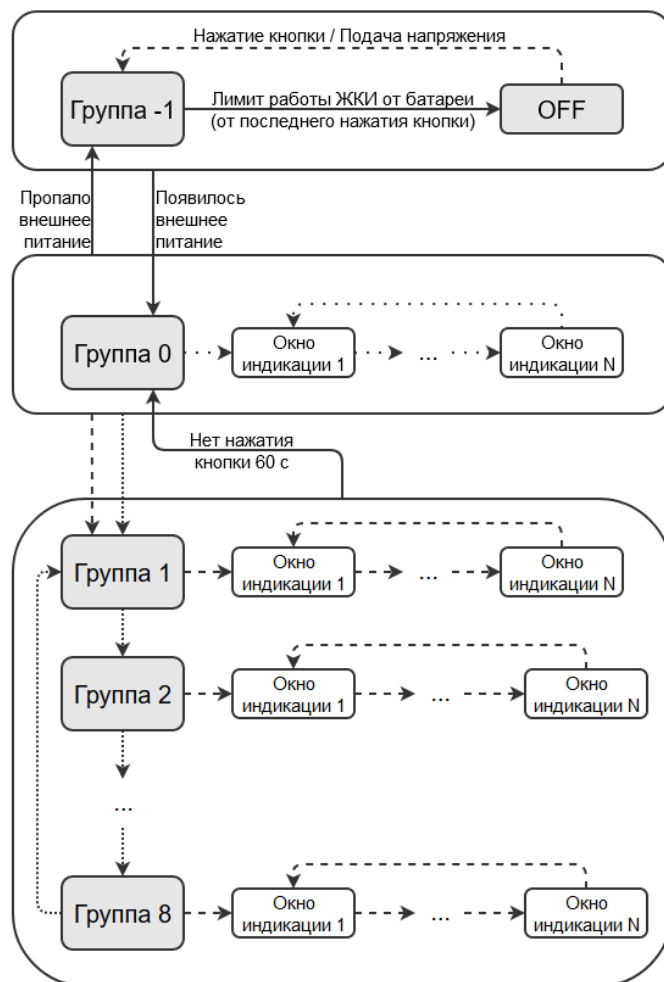 Нажатие кнопки / Подача напряжения
Группа -1
Лимит работы ЖКИ от батареи
(от последнего нажатия кнопки)
OFF
Пропало
внешнее
питание
Появилось
внешнее
питание
Группа 0
Окно
индикации 1
...
Окно
индикации N
Нет нажатия
кнопки 60 с
Группа 1
Окно
индикации 1
...
Окно
индикации N
Группа 2
Окно
индикации 1
...
Окно
индикации N
...
Группа 8
Окно
индикации 1
...
Окно
индикации N